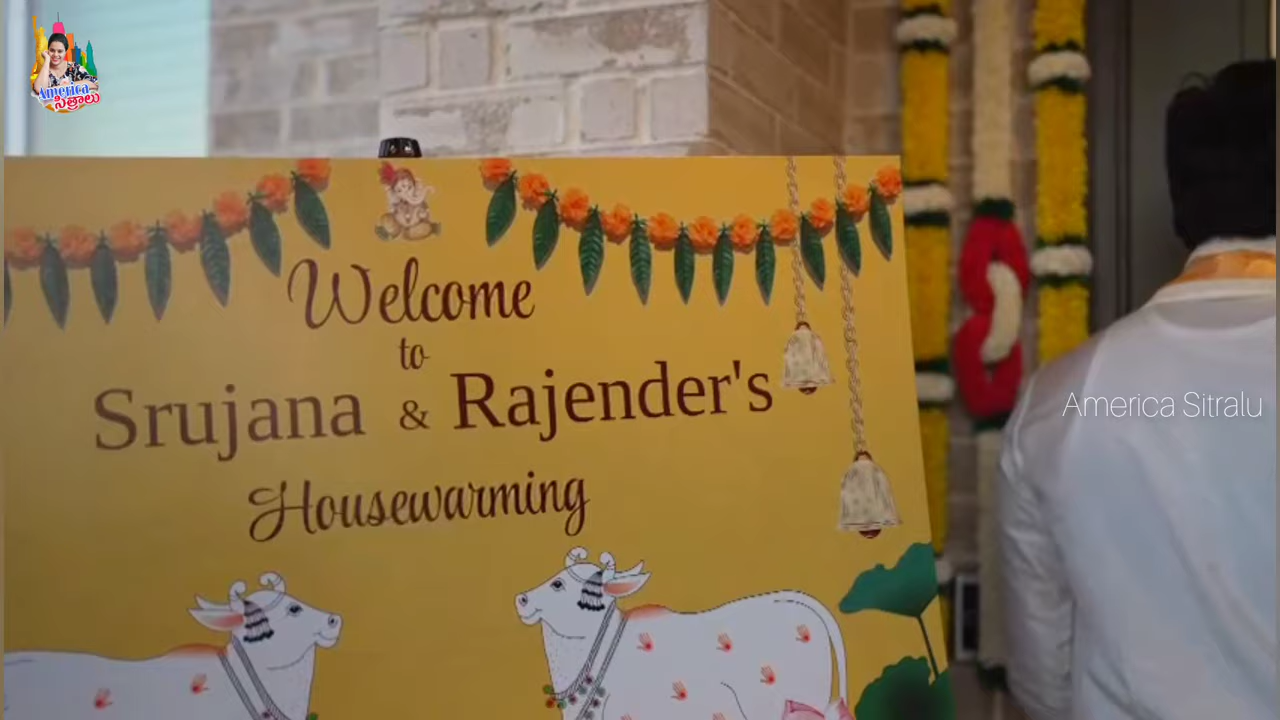 America
సిత్రాలు
Welcome
to
Srujana & Rajender's
Housewarming
America Sitralu